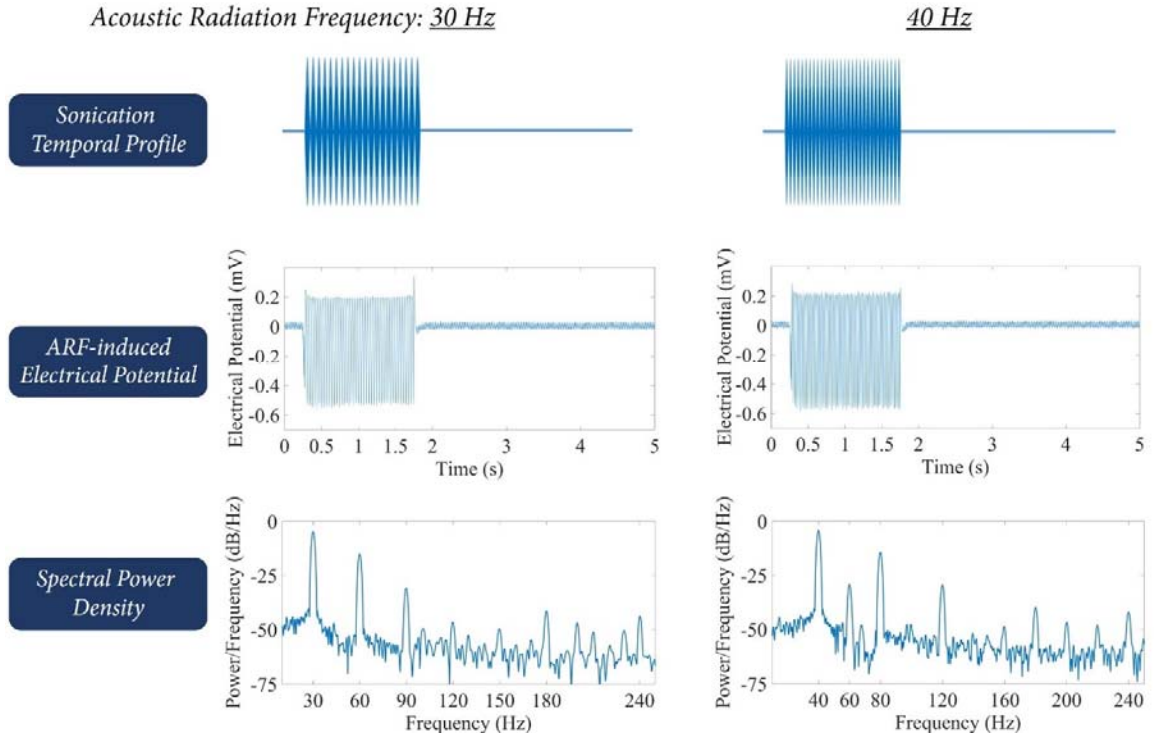 Acoustic Radiation Frequency: 30 Hz
40 Hz
Sonication
Temporal Profile
ARF-induced
Electrical Potential
Electrical Potential (mV)
0.2
0
-0.2
-0.4
-0.6
0 0.5 1 1.5 2 3 4 5
Time (s)
Electrical Potential (mV)
0.2
0
-0.2
-0.4
-0.6
0 0.5 1 1.5 2 3 4 5
Time (s)
Spectral Power
Density
Power/Frequency (dB/Hz)
0
-25
-50
-75
30 60 90 120 150 180 240
Frequency (Hz)
Power/Frequency (dB/Hz)
0
-25
-50
-75
40 60 80 120 160 200 240
Frequency (Hz)